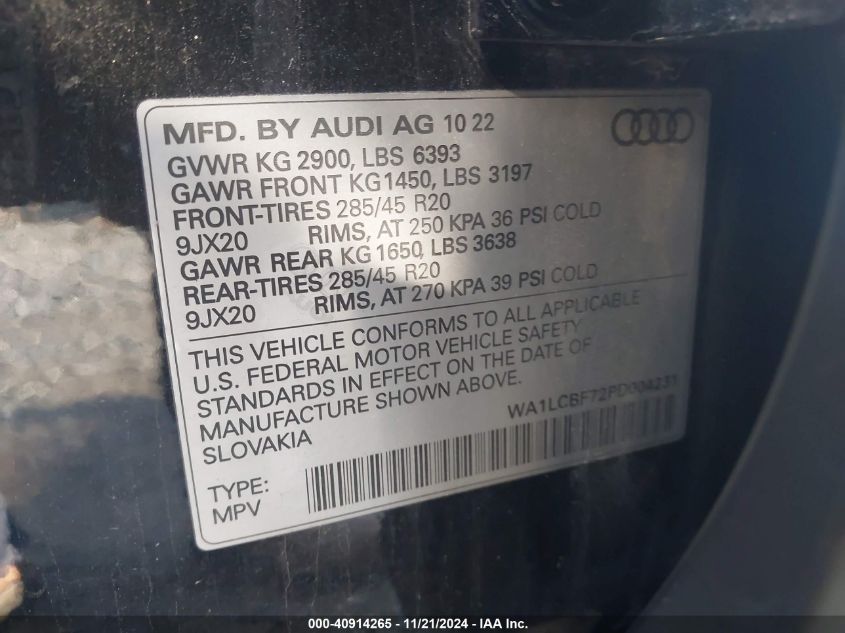 MFD. BY AUDI AG 10 22
GVWR KG 2900, LBS 6393
GAWR FRONT KG1450, LBS 3197
FRONT-TIRES 285/45 R20
9JX20 RIMS, AT 250 KPA 36 PSI COLD
GAWR REAR KG 1650, LBS 3638
REAR-TIRES 285/45 R20
9JX20 RIMS, AT 270 KPA 39 PSI COLD
THIS VEHICLE CONFORMS TO ALL APPLICABLE
U.S. FEDERAL MOTOR VEHICLE SAFETY
STANDARDS IN EFFECT ON THE DATE OF
MANUFACTURE SHOWN ABOVE.
SLOVAKIA
WA1LCBF72PD004231
TYPE:
MPV
000-40914265 - 11/21/2024 - IAA Inc.